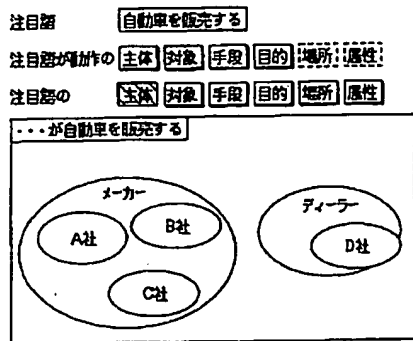 注目語 自動車を販売する
注目語が動作の 主体 対象 手段 目的 場所 属性
注目語の 主体 対象 手段 目的 場所 属性
・・・が自動車を販売する
メーカー
ディーラー
A社
B社
C社
D社